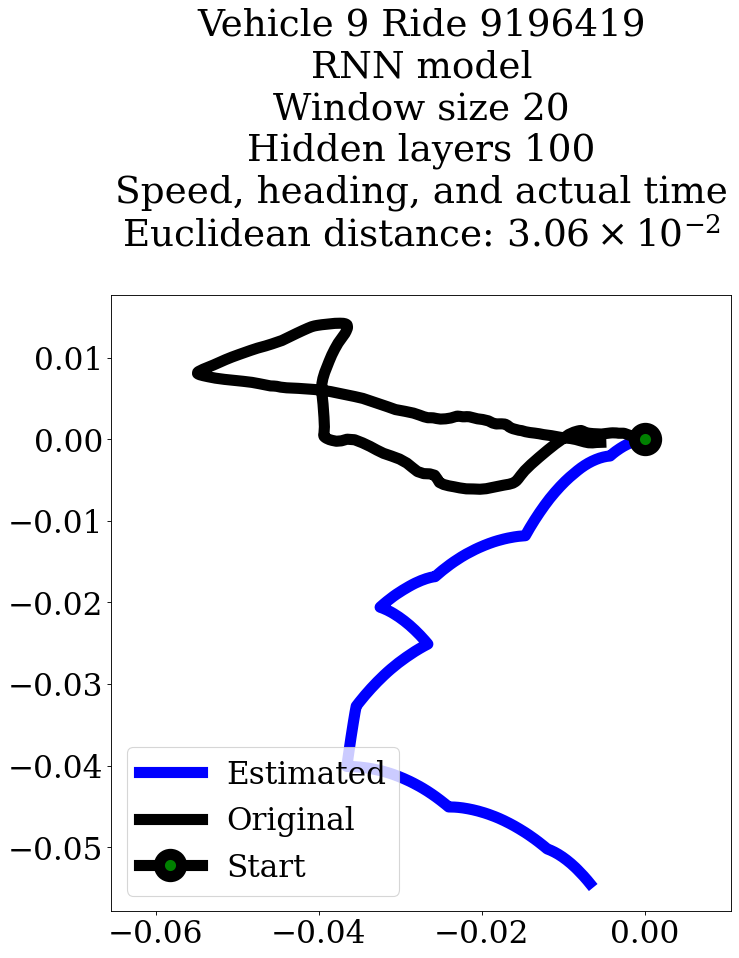 Vehicle 9 Ride 9196419
RNN model
Window size 20
Hidden layers 100
Speed, heading, and actual time
Euclidean distance: 3.06 × 10⁻²
0.01
0.00
−0.01
−0.02
−0.03
−0.04
−0.05
Estimated
Original
Start
−0.06 −0.04 −0.02 0.00